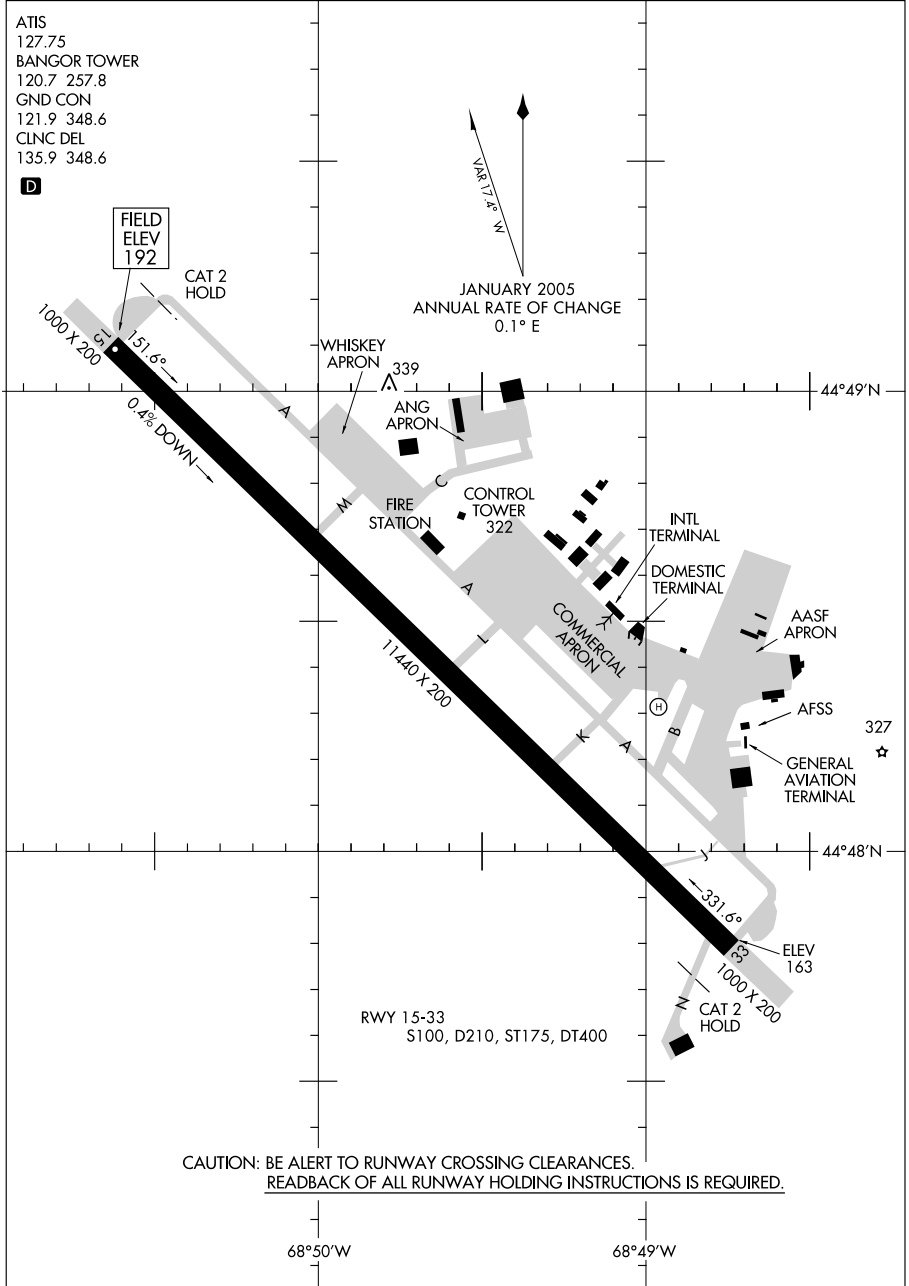 ATIS
127.75
BANGOR TOWER
120.7 257.8
GND CON
121.9 348.6
CLNC DEL
135.9 348.6
D
FIELD
ELEV
192
CAT 2
HOLD
VAR 17.4° W
JANUARY 2005
ANNUAL RATE OF CHANGE
0.1° E
1000 X 200
15
151.6°
0.4% DOWN
A
WHISKEY
APRON
339
44°49'N
ANG
APRON
M
C
FIRE
STATION
CONTROL
TOWER
322
INTL
TERMINAL
DOMESTIC
TERMINAL
A
COMMERCIAL
APRON
AASF
APRON
L
11440 X 200
H
K
A
B
AFSS
327
GENERAL
AVIATION
TERMINAL
J
44°48'N
331.6°
33
ELEV
163
1000 X 200
N
CAT 2
HOLD
RWY 15-33
S100, D210, ST175, DT400
CAUTION: BE ALERT TO RUNWAY CROSSING CLEARANCES.
READBACK OF ALL RUNWAY HOLDING INSTRUCTIONS IS REQUIRED.
68°50'W
68°49'W